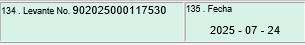 134 . Levante No. 902025000117530
135 . Fecha
2025 - 07 - 24